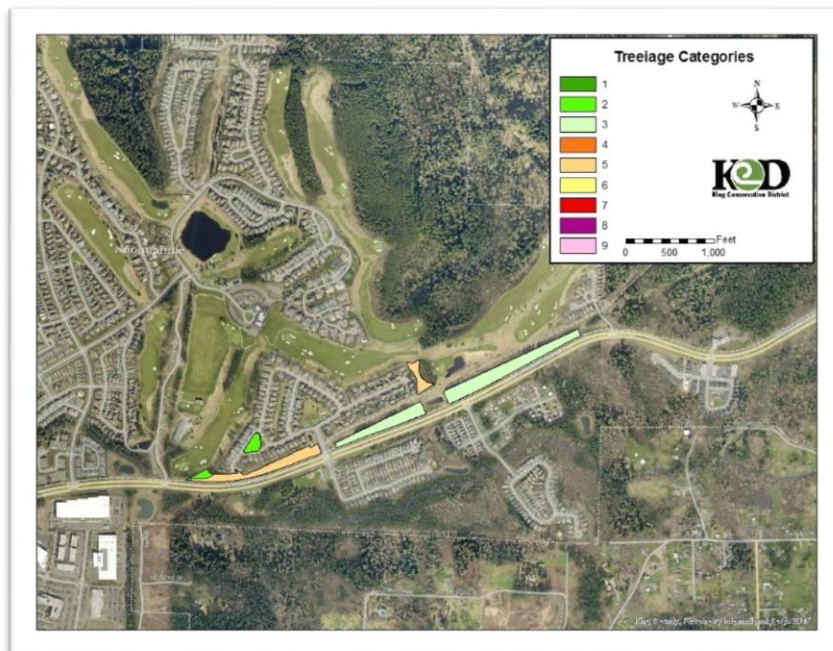 Treeiage Categories
1
2
3
4
5
6
7
8
9
N
W E
S
KCD
King Conservation District
Feet
0 500 1,000
Snoqualmie